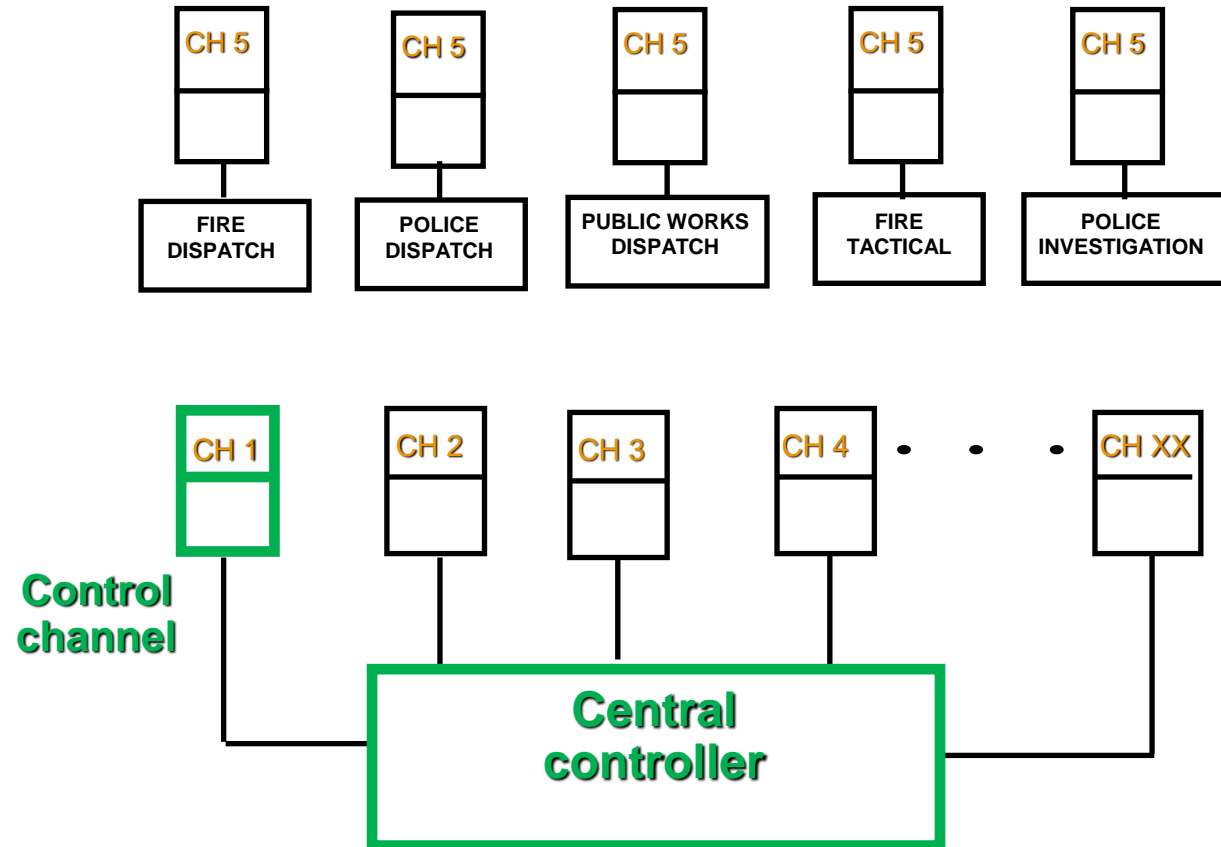 CH 5
CH 5
CH 5
CH 5
CH 5
FIRE
DISPATCH
POLICE
DISPATCH
PUBLIC WORKS
DISPATCH
FIRE
TACTICAL
POLICE
INVESTIGATION
CH 1
CH 2
CH 3
CH 4
CH XX
Control
channel
Central
controller